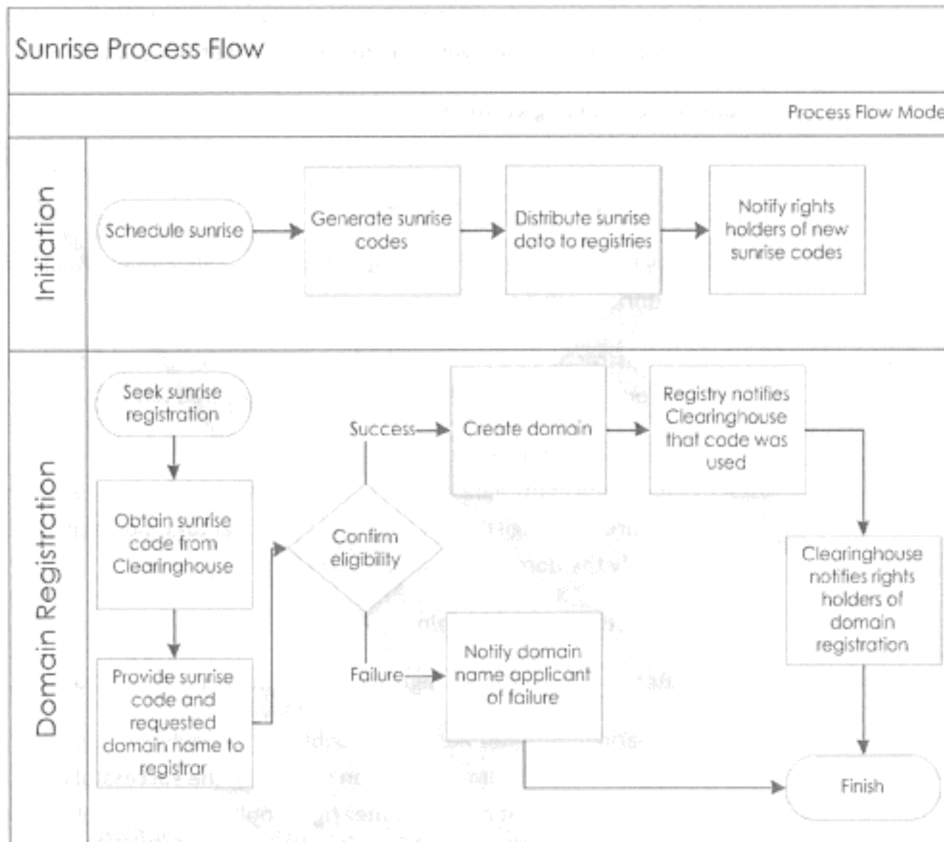 Sunrise Process Flow
Process Flow Mode
Initiation
Schedule sunrise
Generate sunrise
codes
Distribute sunrise
data to registries
Notify rights
holders of new
sunrise codes
Domain Registration
Seek sunrise
registration
Obtain sunrise
code from
Clearinghouse
Provide sunrise
code and
requested
domain name to
registrar
Confirm
eligibility
Success
Create domain
Registry notifies
Clearinghouse
that code was
used
Clearinghouse
notifies rights
holders of
domain
registration
Failure
Notify domain
name applicant
of failure
Finish